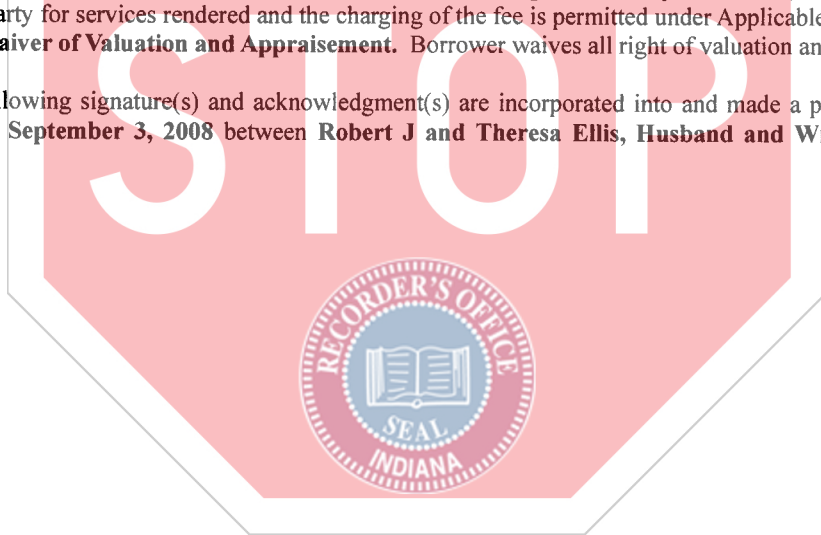 arty for services rendered and the charging of the fee is permitted under Applicable
aiver of Valuation and Appraisement. Borrower waives all right of valuation an
lowing signature(s) and acknowledgment(s) are incorporated into and made a p
September 3, 2008 between Robert J and Theresa Ellis, Husband and W
STOP
RECORDER'S OFFICE
SEAL
INDIANA